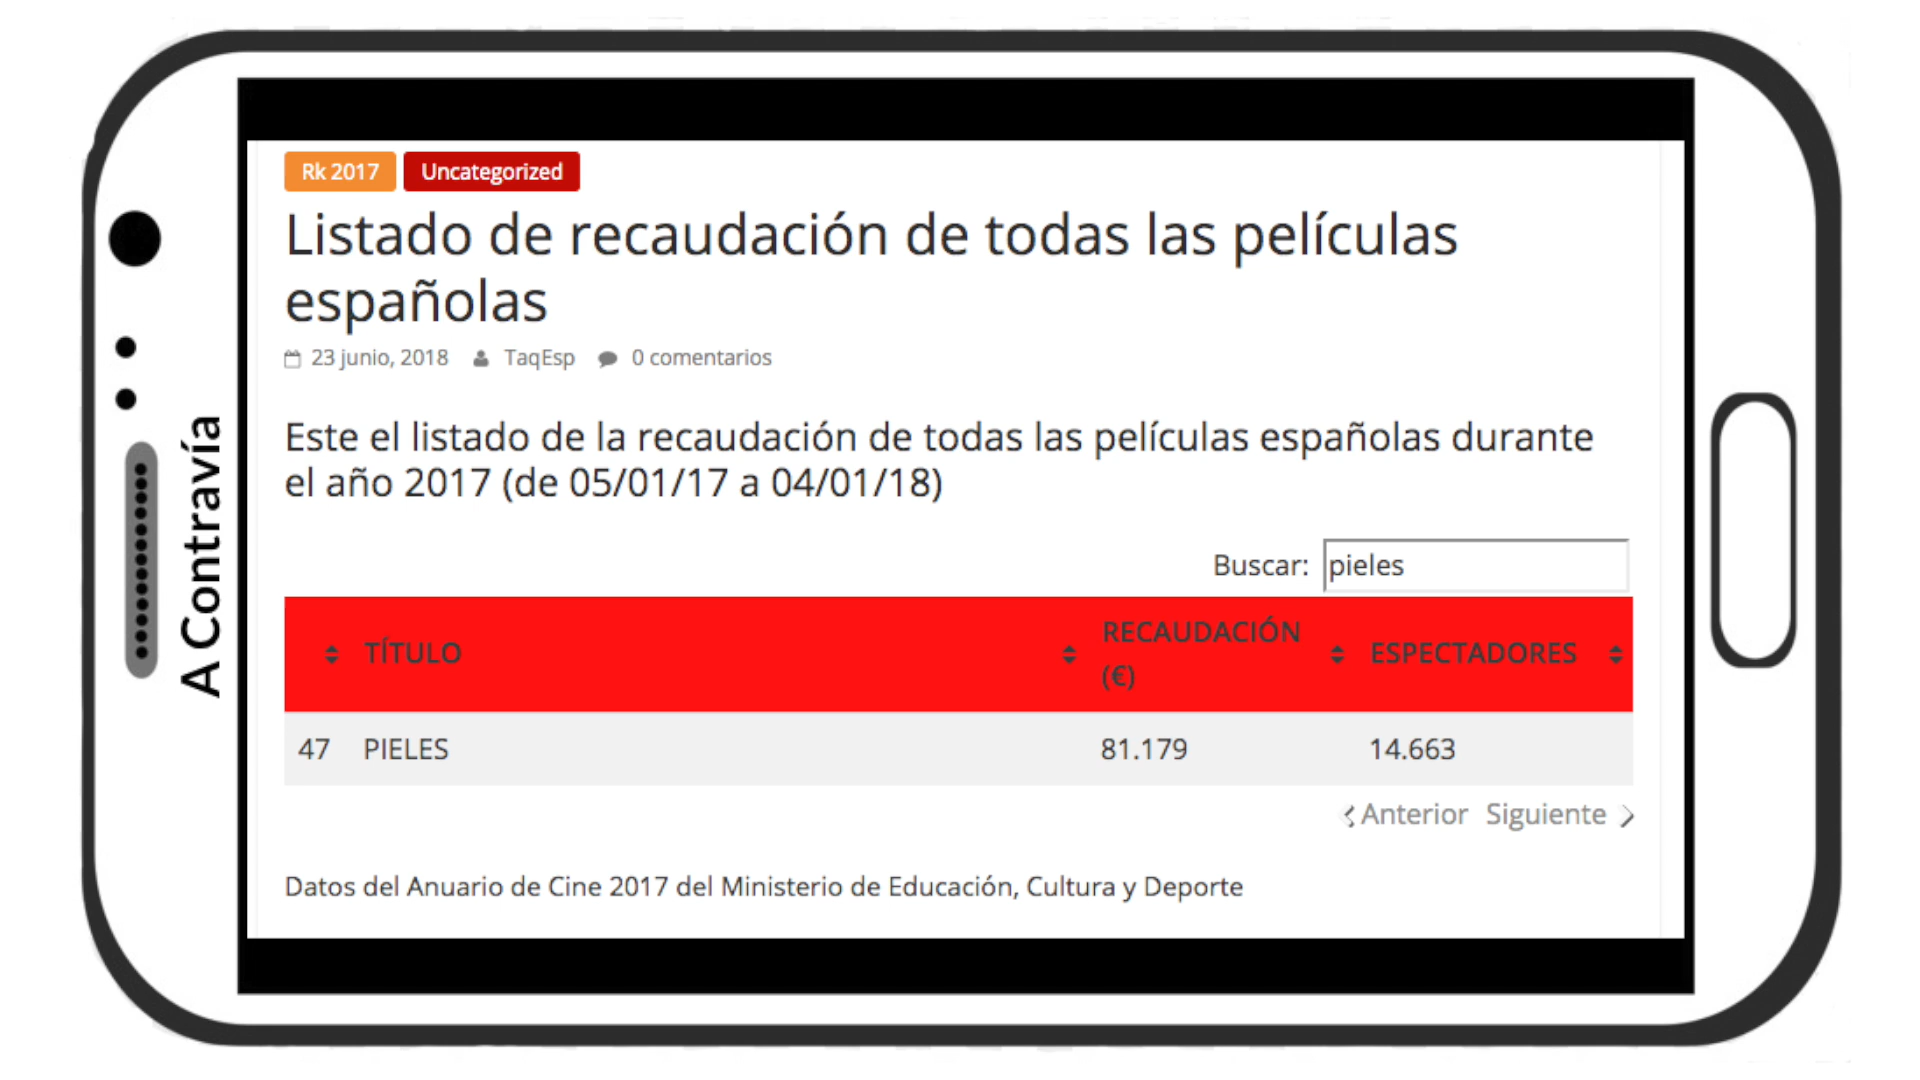 Rk 2017 Uncategorized
Listado de recaudación de todas las películas
españolas
23 junio, 2018 TaqEsp 0 comentarios
Este el listado de la recaudación de todas las películas españolas durante
el año 2017 (de 05/01/17 a 04/01/18)
Buscar: pieles
TÍTULO RECAUDACIÓN (€) ESPECTADORES
47 PIELES 81.179 14.663
Anterior Siguiente
Datos del Anuario de Cine 2017 del Ministerio de Educación, Cultura y Deporte
A Contravía